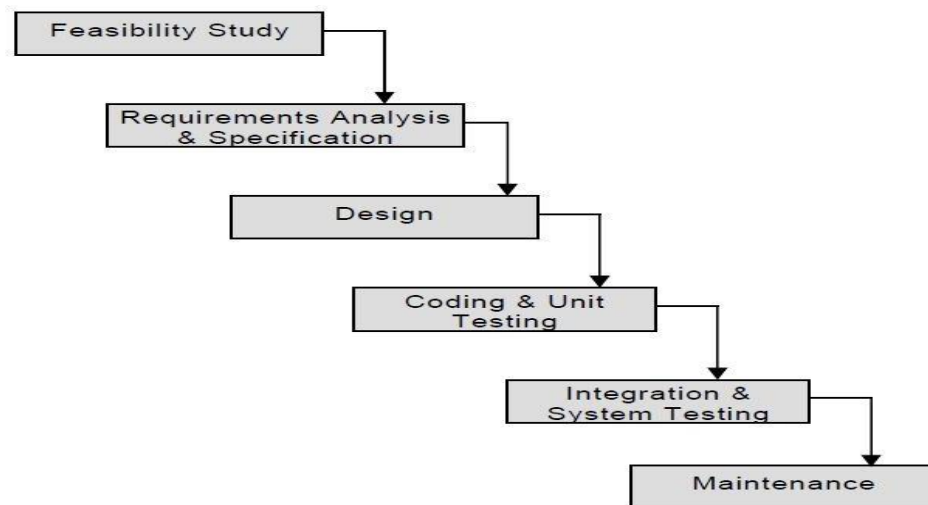 Feasibility Study
Requirements Analysis
& Specification
Design
Coding & Unit
Testing
Integration &
System Testing
Maintenance